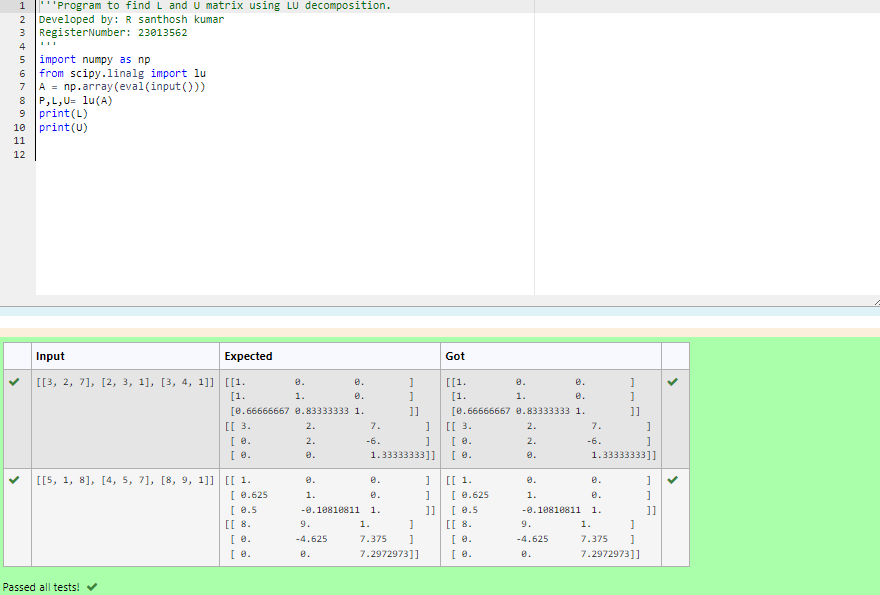 1 '''Program to find L and U matrix using LU decomposition.
2 Developed by: R santhosh kumar
3 RegisterNumber: 23013562
4 '''
5 import numpy as np
6 from scipy.linalg import lu
7 A = np.array(eval(input()))
8 P,L,U= lu(A)
9 print(L)
10 print(U)
11
12
Input Expected Got
[[3, 2, 7], [2, 3, 1], [3, 4, 1]] [[1. 0. 0. ] [[1. 0. 0. ]
[1. 1. 0. ] [1. 1. 0. ]
[0.66666667 0.83333333 1. ]] [0.66666667 0.83333333 1. ]]
[[ 3. 2. 7. ] [[ 3. 2. 7. ]
[ 0. 2. -6. ] [ 0. 2. -6. ]
[ 0. 0. 1.33333333]] [ 0. 0. 1.33333333]]
[[5, 1, 8], [4, 5, 7], [8, 9, 1]] [[ 1. 0. 0. ] [[ 1. 0. 0. ]
[ 0.625 1. 0. ] [ 0.625 1. 0. ]
[ 0.5 -0.10810811 1. ]] [ 0.5 -0.10810811 1. ]]
[[ 8. 9. 1. ] [[ 8. 9. 1. ]
[ 0. -4.625 7.375 ] [ 0. -4.625 7.375 ]
[ 0. 0. 7.2972973]] [ 0. 0. 7.2972973]]
Passed all tests!